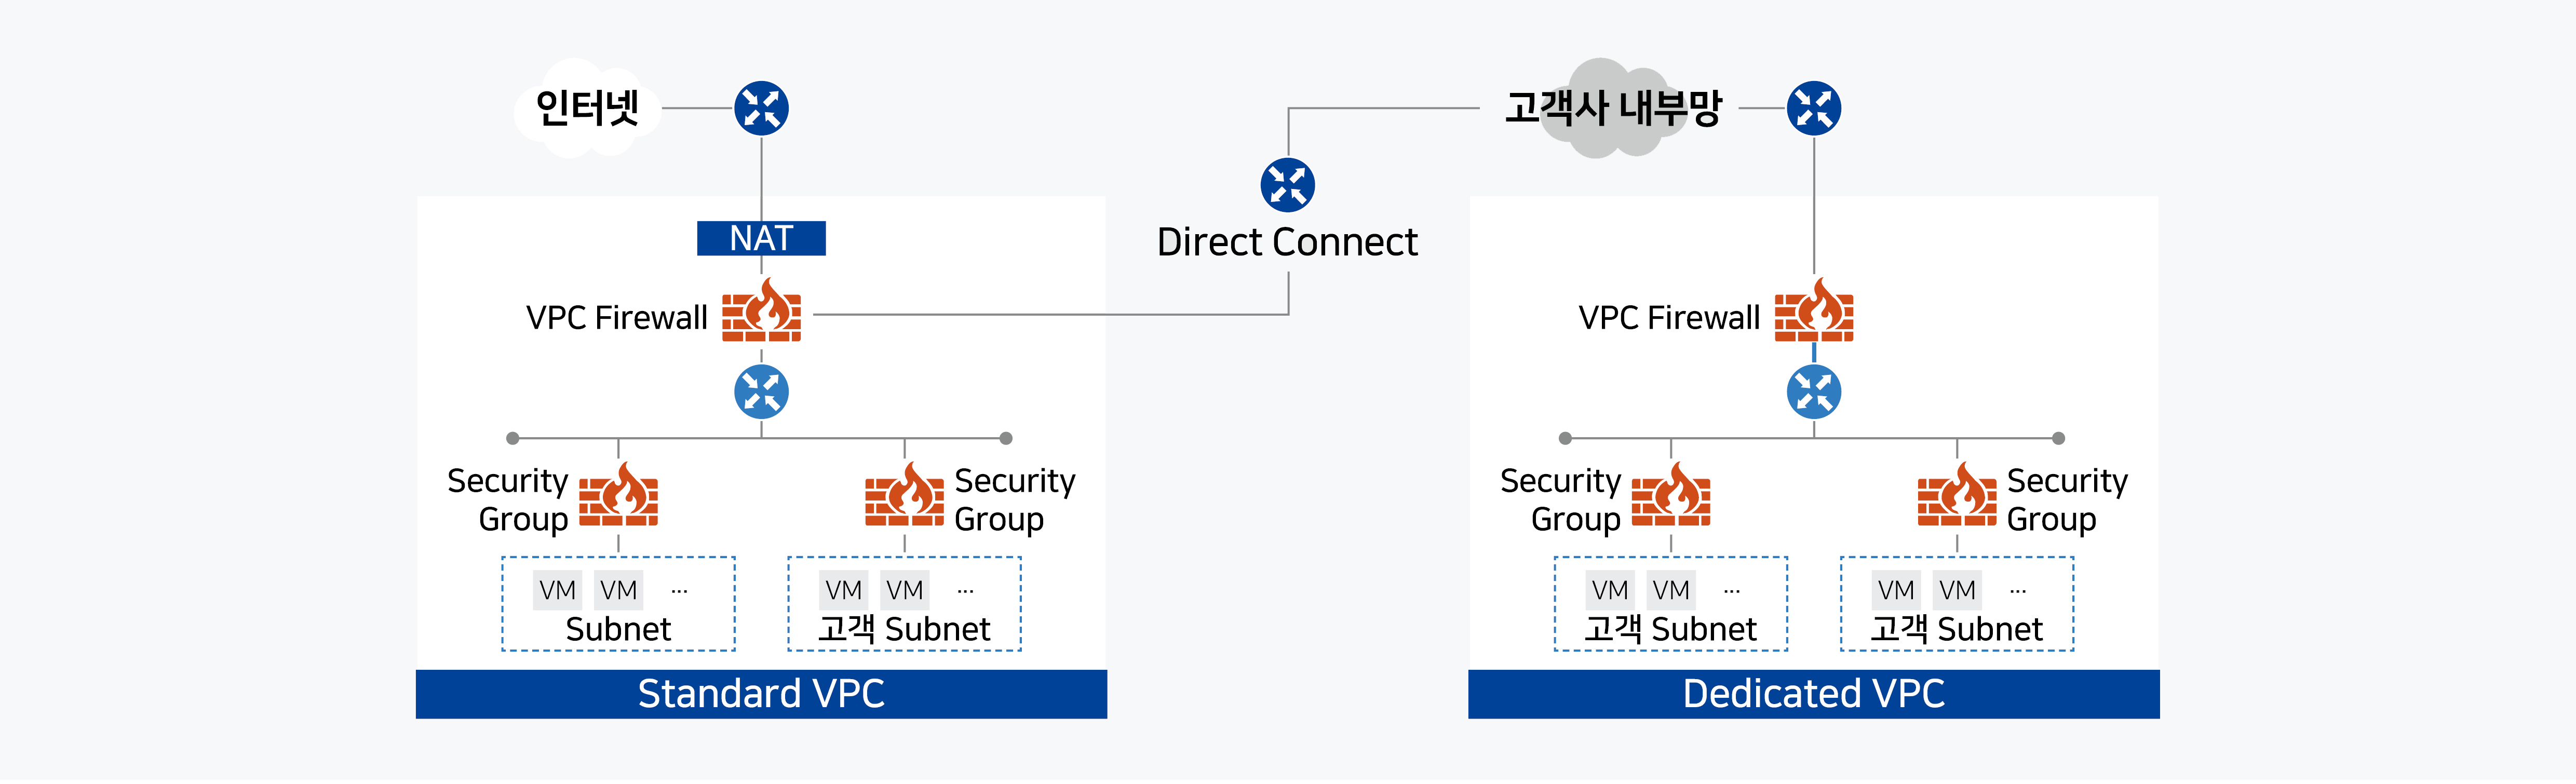 인터넷
NAT
VPC Firewall
Security
Group
Security
Group
VM VM ...
Subnet
VM VM ...
고객 Subnet
Standard VPC
Direct Connect
고객사 내부망
VPC Firewall
Security
Group
Security
Group
VM VM ...
고객 Subnet
VM VM ...
고객 Subnet
Dedicated VPC